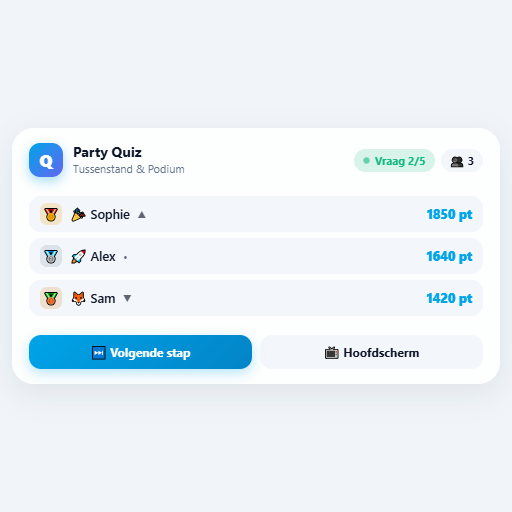 Q
Party Quiz
Tussenstand & Podium
Vraag 2/5
👥 3
🥇 🎉 Sophie ▲ 1850 pt
🥈 🚀 Alex • 1640 pt
🥉 🦊 Sam ▼ 1420 pt
⏭ Volgende stap
📺 Hoofdscherm